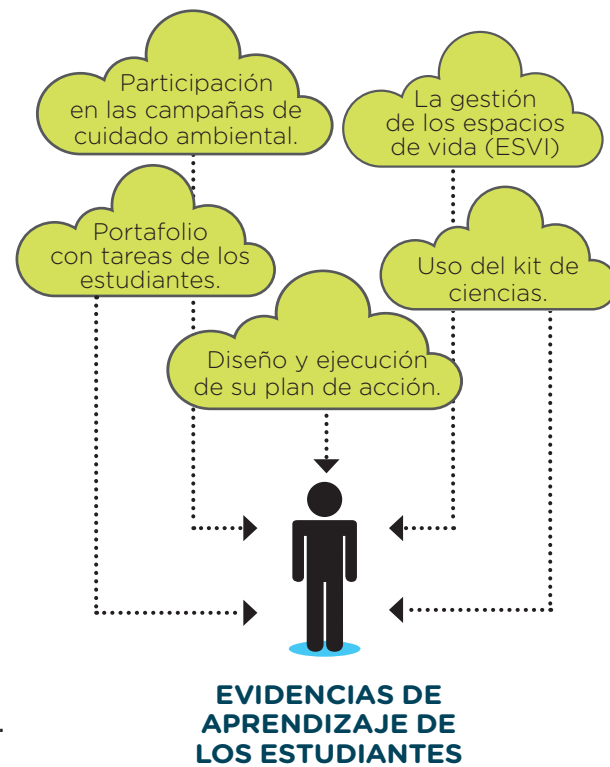 Participación
en las campañas de
cuidado ambiental.
La gestión
de los espacios
de vida (ESVI)
Portafolio
con tareas de los
estudiantes.
Uso del kit de
ciencias.
Diseño y ejecución
de su plan de acción.
EVIDENCIAS DE
APRENDIZAJE DE
LOS ESTUDIANTES
.